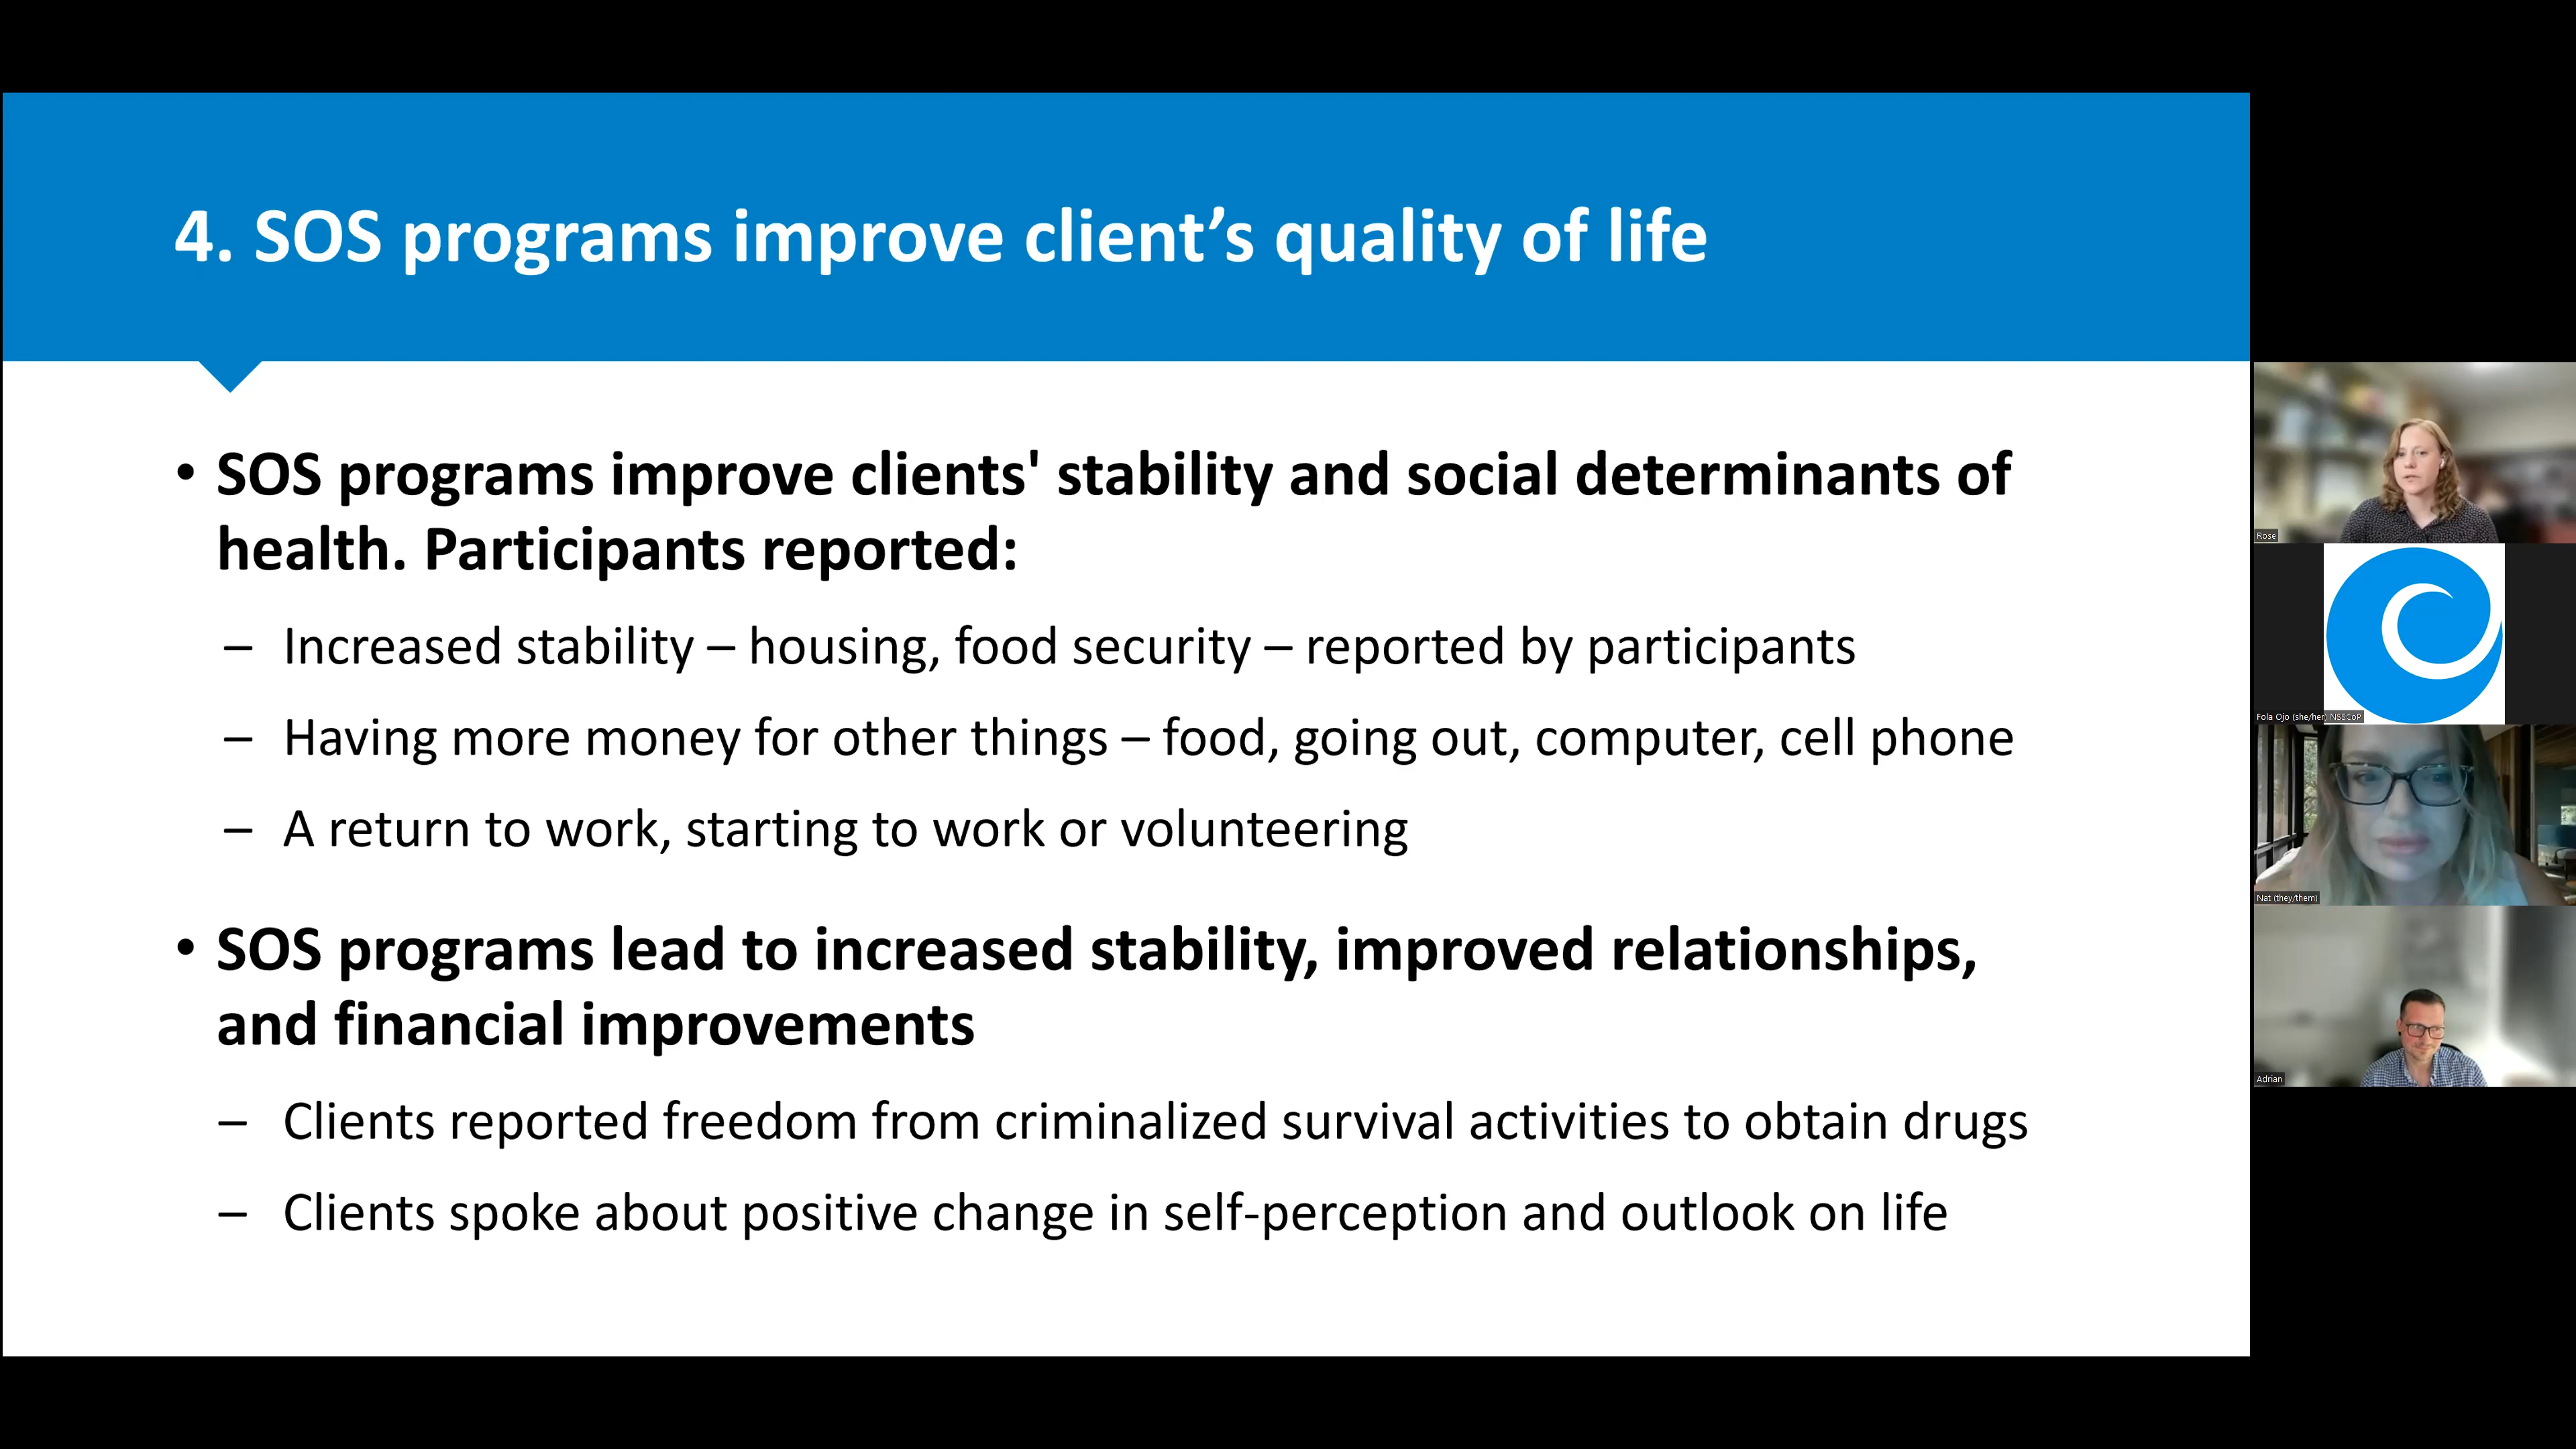 4. SOS programs improve client’s quality of life
• SOS programs improve clients' stability and social determinants of
health. Participants reported:
– Increased stability – housing, food security – reported by participants
– Having more money for other things – food, going out, computer, cell phone
– A return to work, starting to work or volunteering
• SOS programs lead to increased stability, improved relationships,
and financial improvements
– Clients reported freedom from criminalized survival activities to obtain drugs
– Clients spoke about positive change in self-perception and outlook on life
Rose
Fola Ojo (she/her) NSSCoP
Nat (they/them)
Adrian